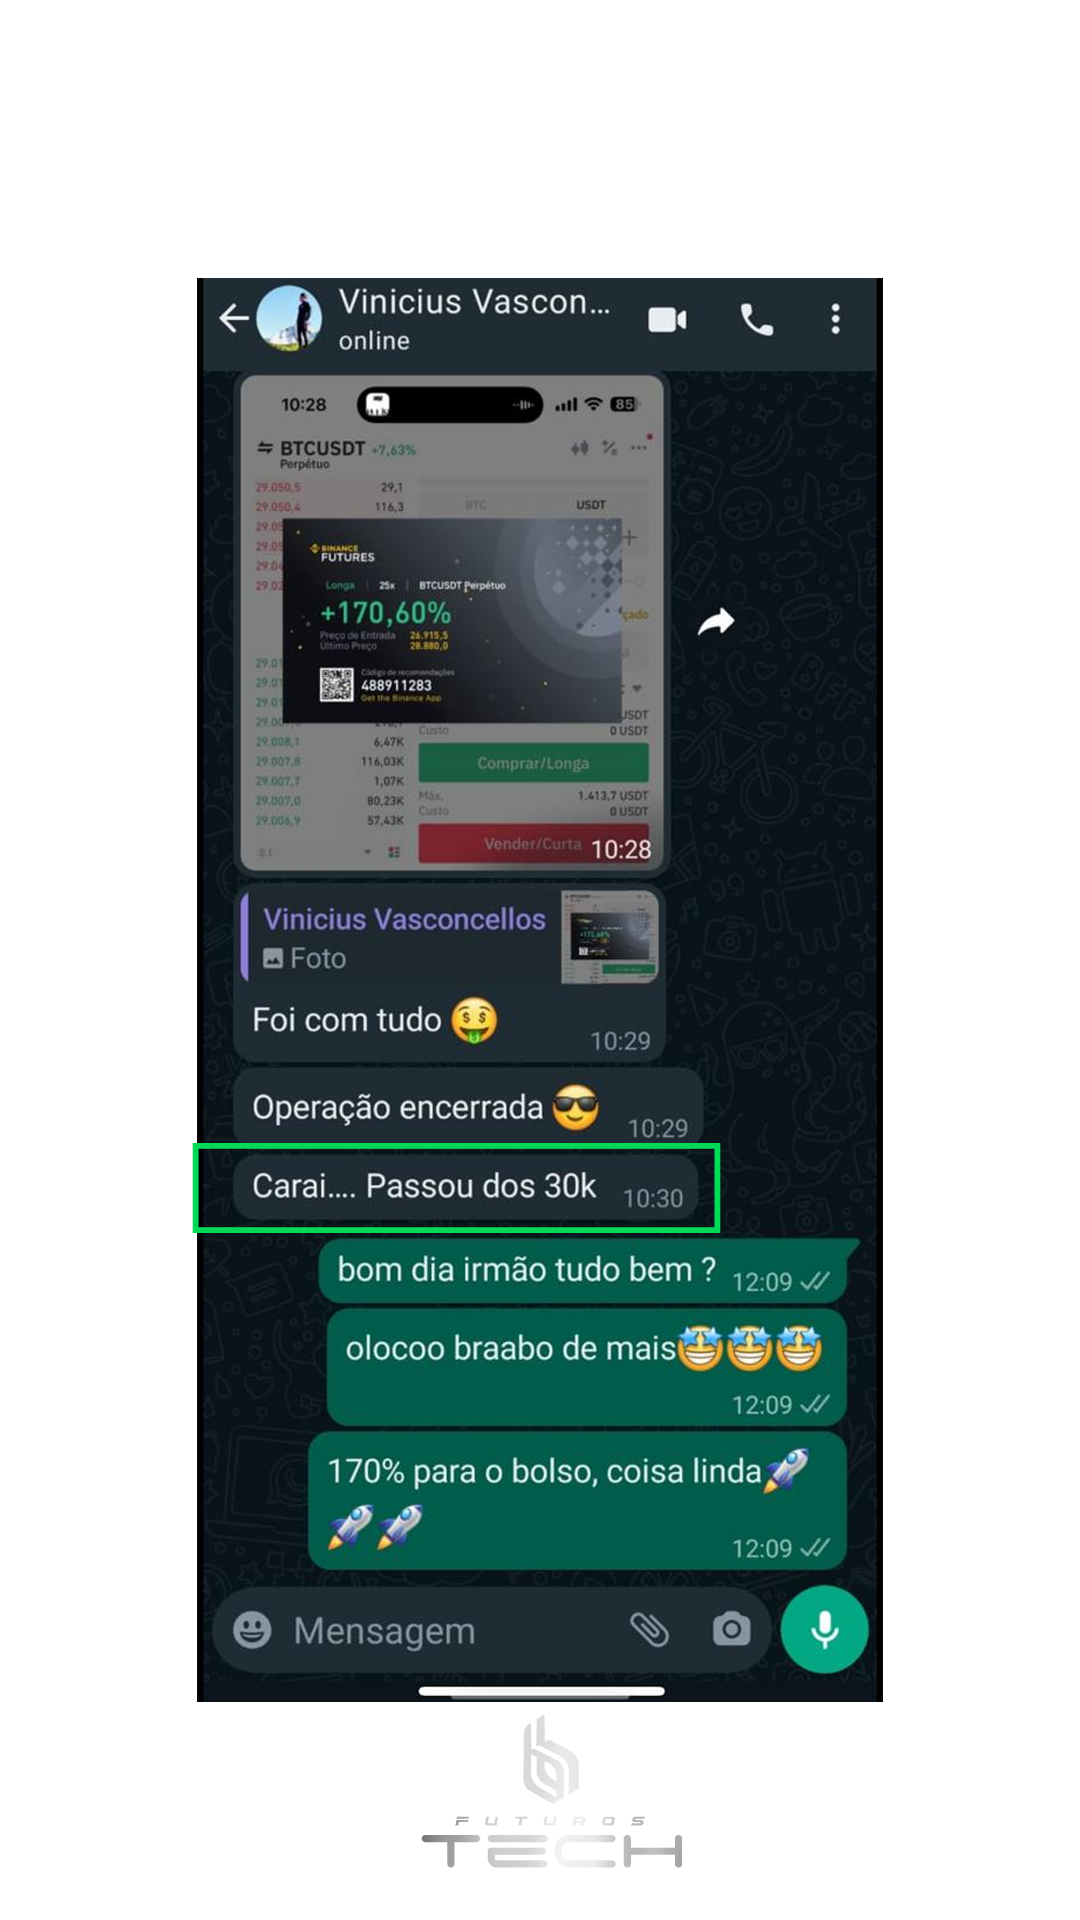 Vinicius Vascon...
online
10:28
85
BTCUSDT +7,63%
Perpétuo
29.050,5 29,1
29.050,4 116,3
BTC USDT
BINANCE
FUTURES
Longa | 25x | BTCUSDT Perpétuo
+170,60%
Preço de Entrada 26.915,5
Último Preço 28.880,0
Código de recomendações
488911283
Get the Binance App
USDT
Custo 0 USDT
29.008,1 6,47K
29.007,8 116,03K
29.007,7 1,07K
29.007,0 80,23K
29.006,9 57,43K
Comprar/Longa
Máx. 1.413,7 USDT
Custo 0 USDT
Vender/Curta
0.1
10:28
Vinicius Vasconcellos
Foto
Foi com tudo 🤑
10:29
Operação encerrada 😎 10:29
Carai.... Passou dos 30k 10:30
bom dia irmão tudo bem ? 12:09
olocoo braabo de mais🤩🤩🤩
12:09
170% para o bolso, coisa linda🚀
🚀🚀
12:09
Mensagem
FUTUROS
TECH